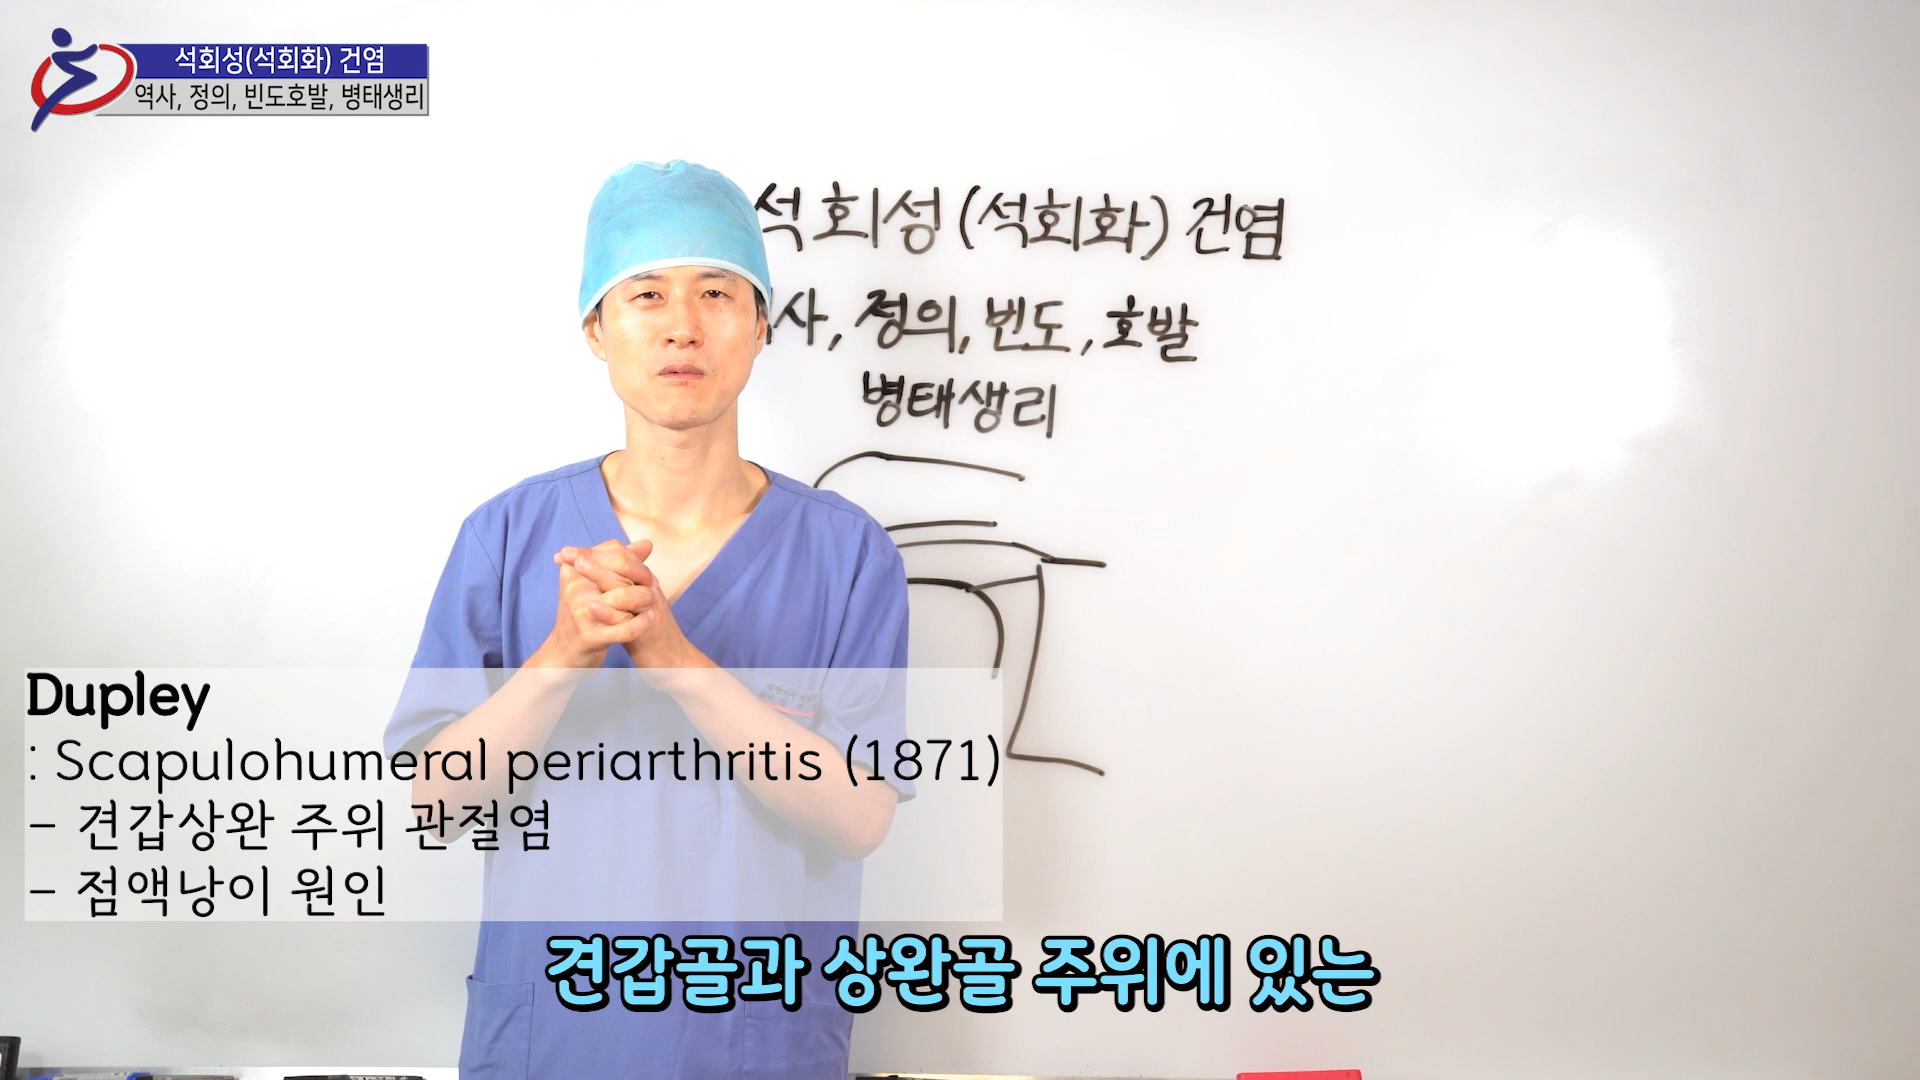 석회성(석회화) 건염
역사, 정의, 빈도호발, 병태생리
석회성 (석회화) 건염
사, 정의, 빈도, 호발
병태생리
Dupley
: Scapulohumeral periarthritis (1871)
- 견갑상완 주위 관절염
- 점액낭이 원인
견갑골과 상완골 주위에 있는